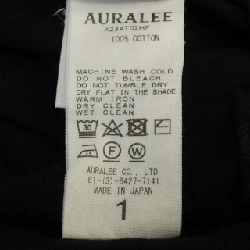 AURALEE
A23AT02HF
100% COTTON
MACHINE WASH COLD
DO NOT BLEACH
DO NOT TUMBLE DRY
DRY FLAT IN THE SHADE
WARM IRON
DRY CLEAN
WET CLEAN
30
F W
AURALEE CO., LTD
81-(3)-6427-7141
MADE IN JAPAN
1